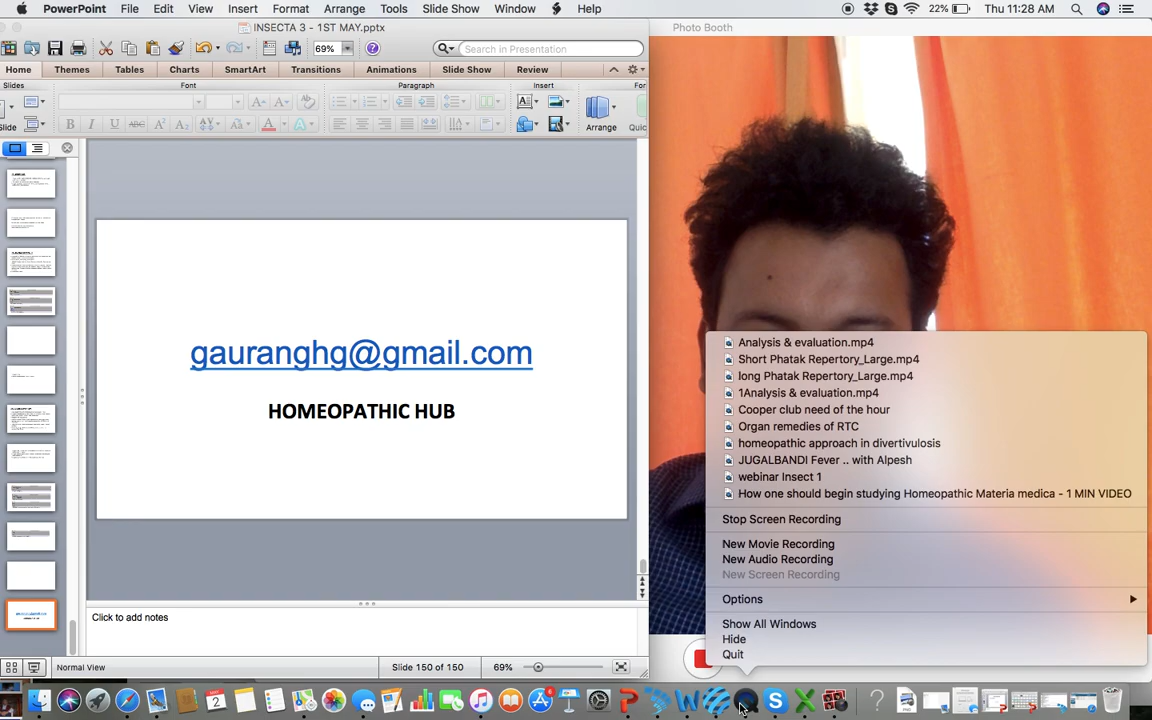 PowerPoint File Edit View Insert Format Arrange Tools Slide Show Window Help 22% Thu 11:28 AM
INSECTA 3 - 1ST MAY.pptx
Photo Booth
69% Search in Presentation
Home Themes Tables Charts SmartArt Transitions Animations Slide Show Review
Slides Font Paragraph Insert
Arrange
gauranghg@gmail.com
HOMEOPATHIC HUB
Analysis & evaluation.mp4
Short Phatak Repertory_Large.mp4
long Phatak Repertory_Large.mp4
1Analysis & evaluation.mp4
Cooper club need of the hour
Organ remedies of RTC
homeopathic approach in divertivulosis
JUGALBANDI Fever .. with Alpesh
webinar Insect 1
How one should begin studying Homeopathic Materia medica - 1 MIN VIDEO
Stop Screen Recording
New Movie Recording
New Audio Recording
New Screen Recording
Options
Show All Windows
Hide
Quit
Click to add notes
Normal View Slide 150 of 150 69%